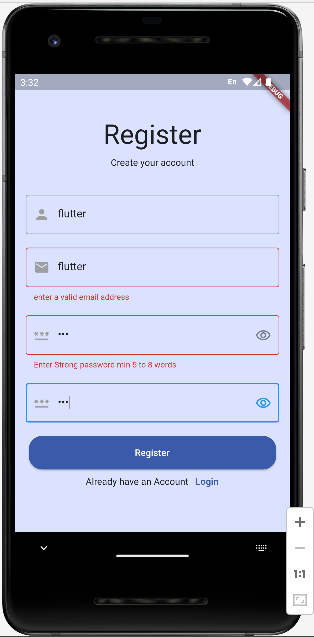 3:32
En
DEBUG
Register
Create your account
flutter
flutter
enter a valid email address
***
•••
Enter Strong password min 5 to 8 words
***
•••
Register
Already have an Account Login
1:1